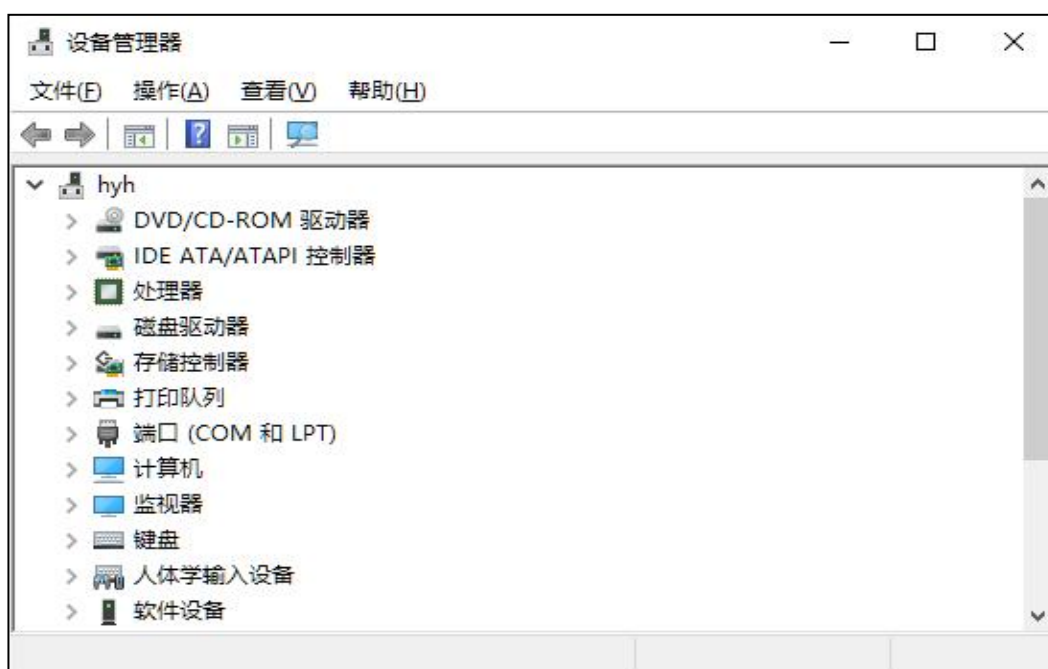 设备管理器
文件(F) 操作(A) 查看(V) 帮助(H)
hyh
DVD/CD-ROM 驱动器
IDE ATA/ATAPI 控制器
处理器
磁盘驱动器
存储控制器
打印队列
端口 (COM 和 LPT)
计算机
监视器
键盘
人体学输入设备
软件设备